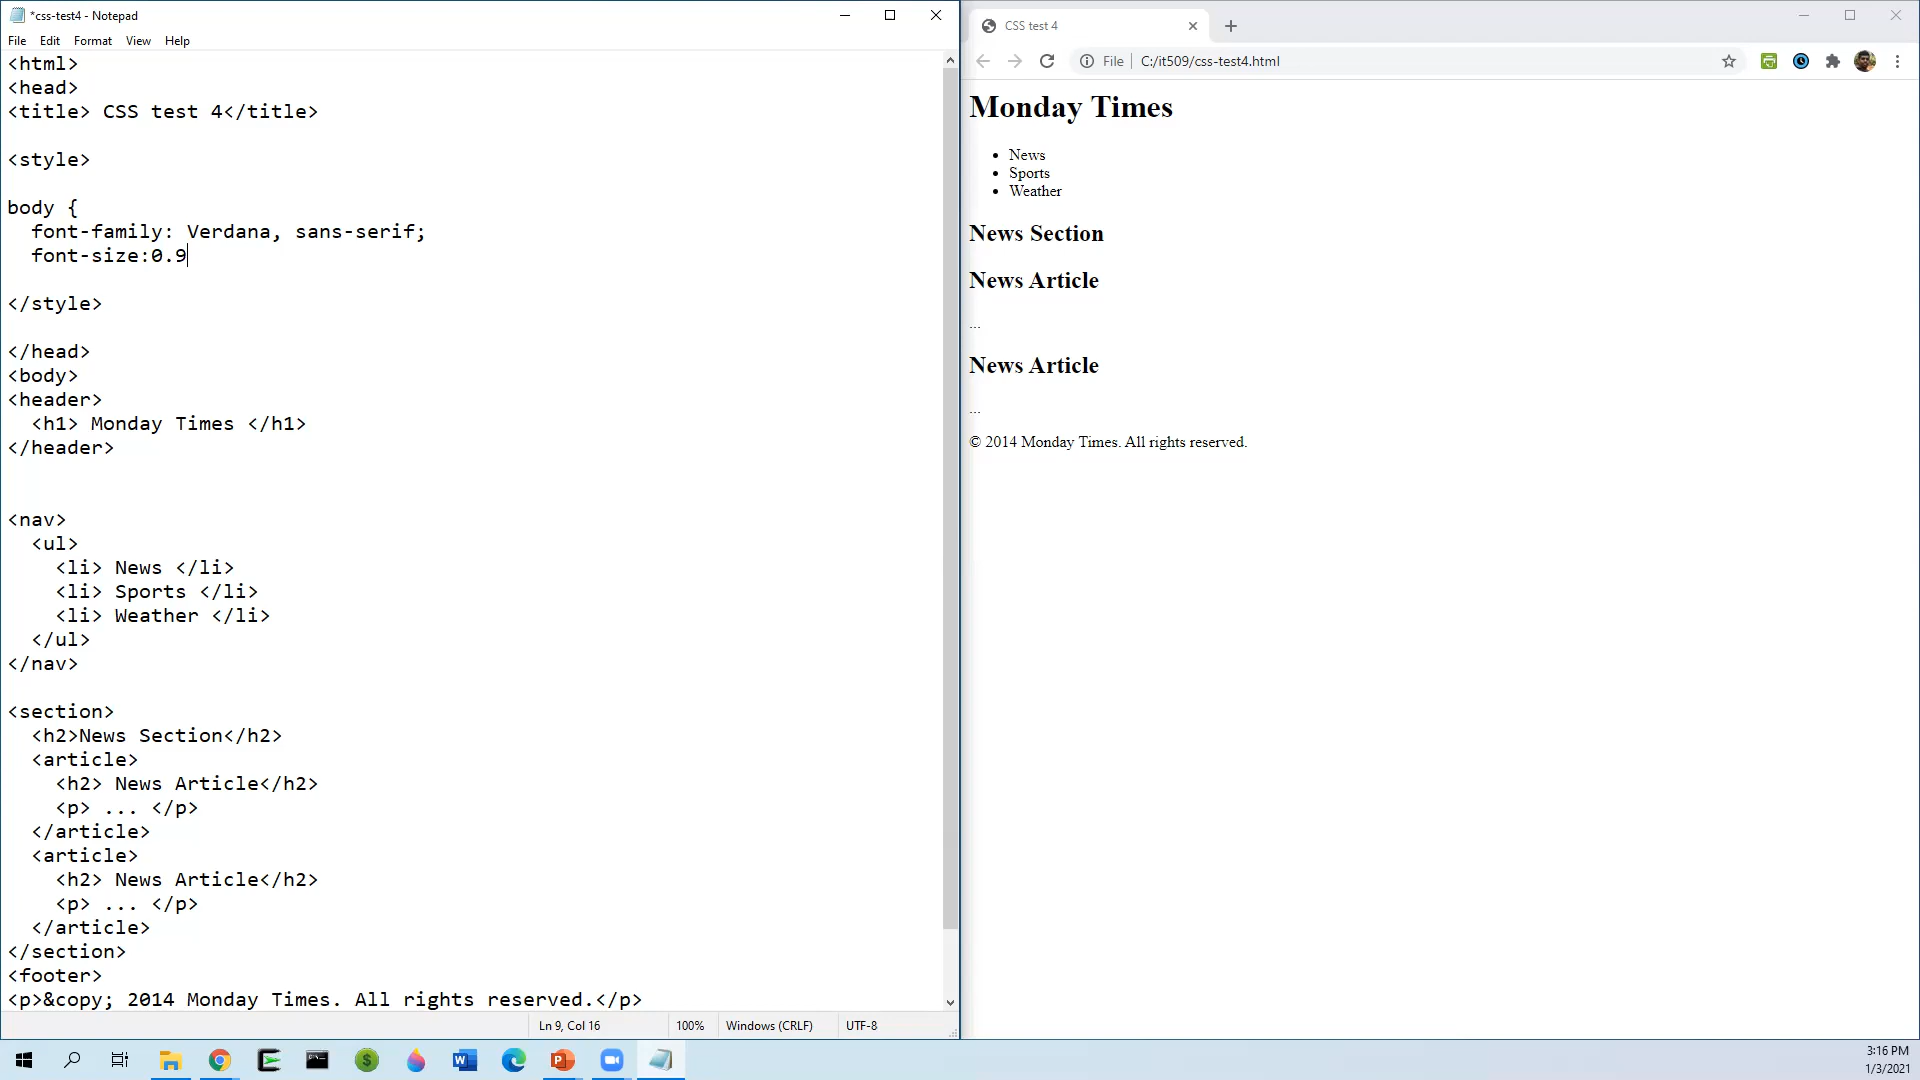 *css-test4 - Notepad
File Edit Format View Help
<html>
<head>
<title> CSS test 4</title>
<style>
body {
font-family: Verdana, sans-serif;
font-size:0.9
</style>
</head>
<body>
<header>
<h1> Monday Times </h1>
</header>
<nav>
<ul>
<li> News </li>
<li> Sports </li>
<li> Weather </li>
</ul>
</nav>
<section>
<h2>News Section</h2>
<article>
<h2> News Article</h2>
<p> ... </p>
</article>
<article>
<h2> News Article</h2>
<p> ... </p>
</article>
</section>
<footer>
<p>&copy; 2014 Monday Times. All rights reserved.</p>
Ln 9, Col 16 100% Windows (CRLF) UTF-8
CSS test 4
File C:/it509/css-test4.html
Monday Times
• News
• Sports
• Weather
News Section
News Article
...
News Article
...
© 2014 Monday Times. All rights reserved.
3:16 PM
1/3/2021